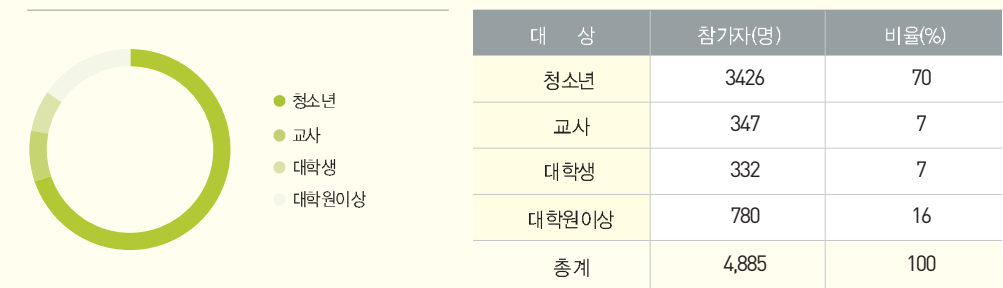 청소년
교사
대학생
대학원이상
대 상 참가자(명) 비율(%)
청소년 3426 70
교사 347 7
대학생 332 7
대학원이상 780 16
총계 4,885 100